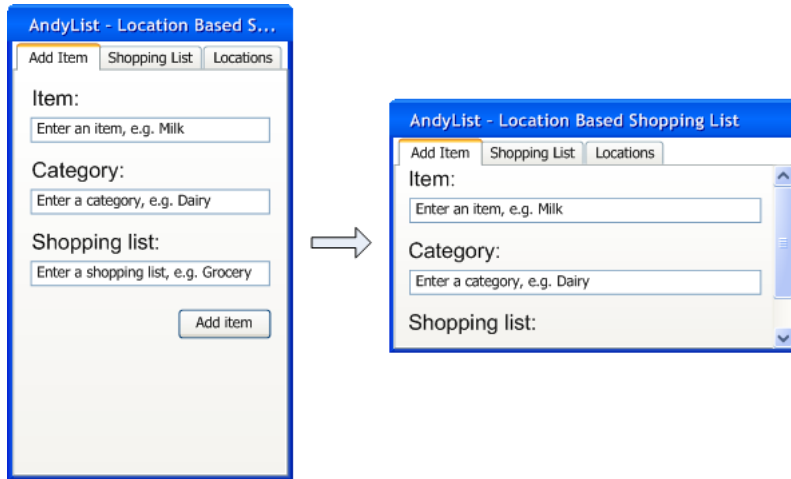 AndyList - Location Based S...
Add Item Shopping List Locations
Item:
Enter an item, e.g. Milk
Category:
Enter a category, e.g. Dairy
Shopping list:
Enter a shopping list, e.g. Grocery
Add item
AndyList - Location Based Shopping List
Add Item Shopping List Locations
Item:
Enter an item, e.g. Milk
Category:
Enter a category, e.g. Dairy
Shopping list: